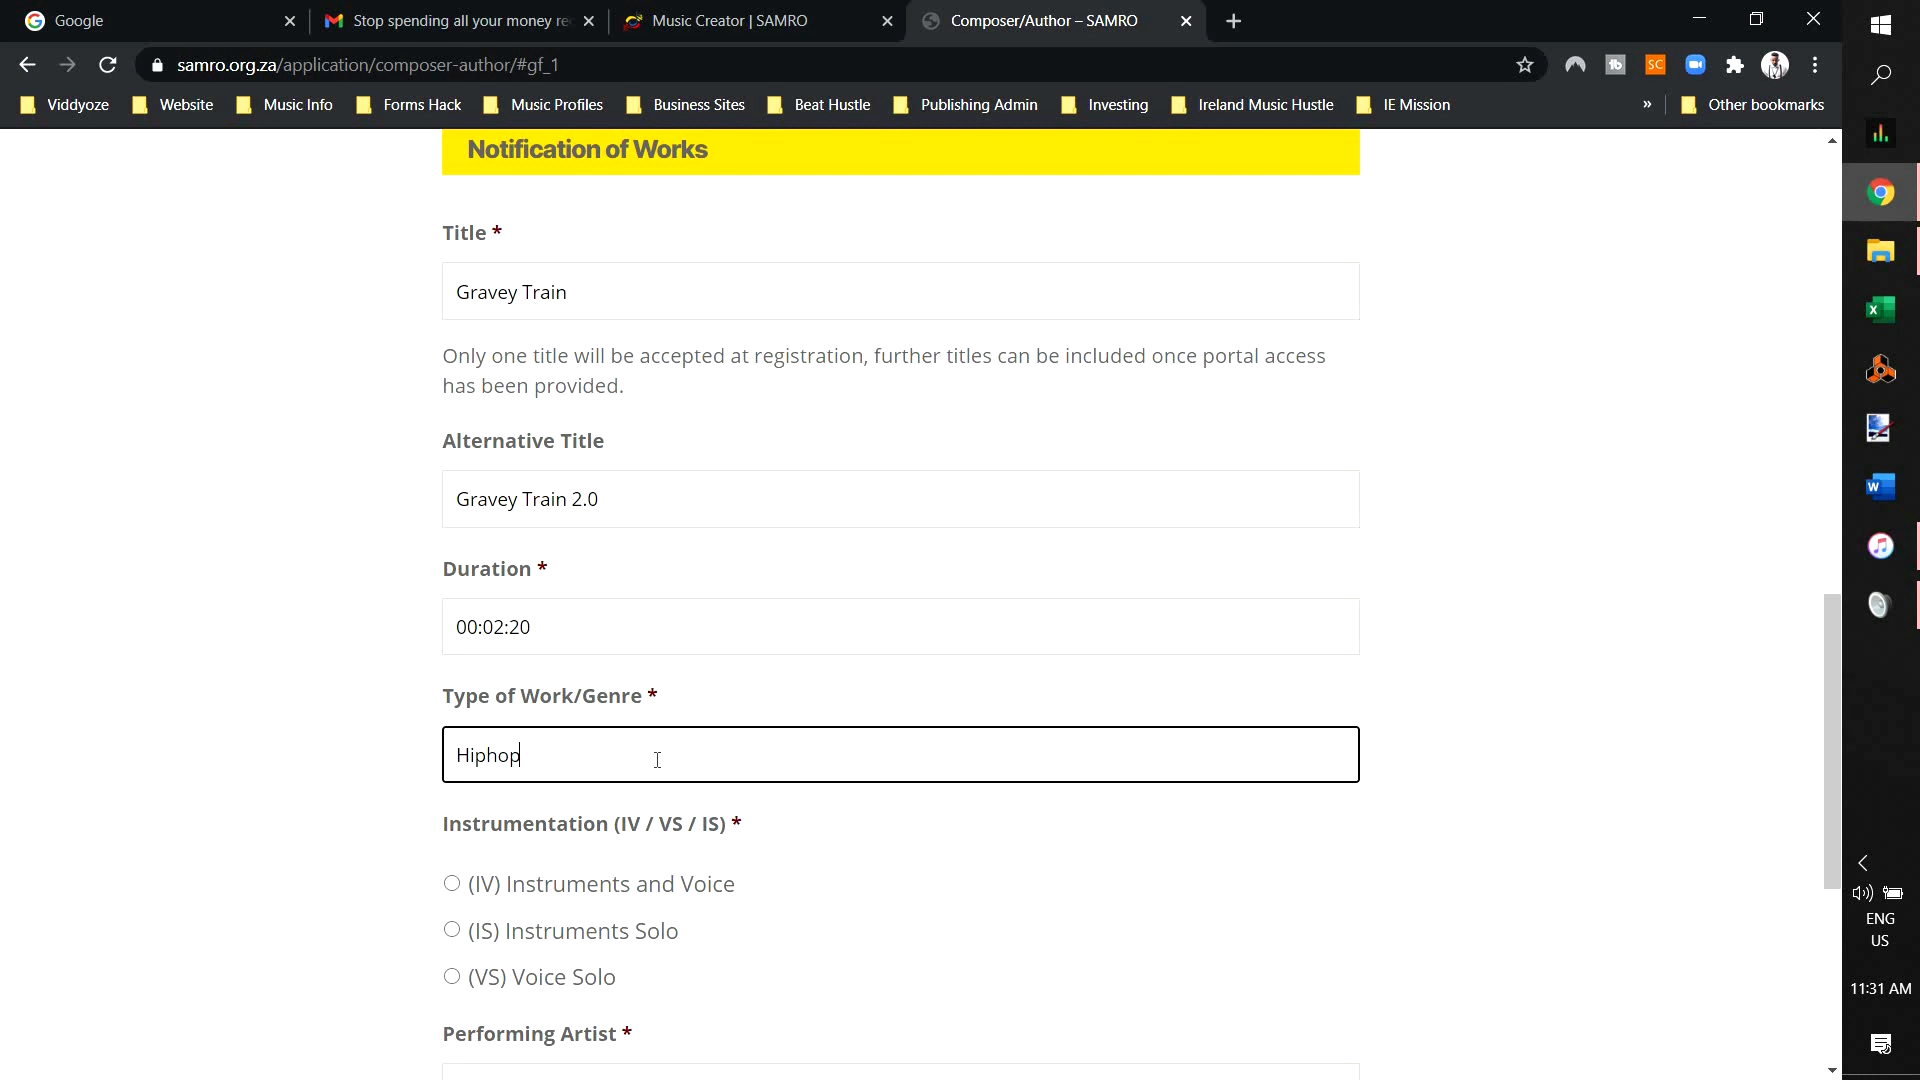 Google
Stop spending all your money re
Music Creator | SAMRO
Composer/Author – SAMRO
samro.org.za/application/composer-author/#gf_1
Viddyoze
Website
Music Info
Forms Hack
Music Profiles
Business Sites
Beat Hustle
Publishing Admin
Investing
Ireland Music Hustle
IE Mission
»
Other bookmarks
Notification of Works
Title *
Gravey Train
Only one title will be accepted at registration, further titles can be included once portal access
has been provided.
Alternative Title
Gravey Train 2.0
Duration *
00:02:20
Type of Work/Genre *
Hiphop
Instrumentation (IV / VS / IS) *
(IV) Instruments and Voice
(IS) Instruments Solo
(VS) Voice Solo
Performing Artist *
ENG
US
11:31 AM